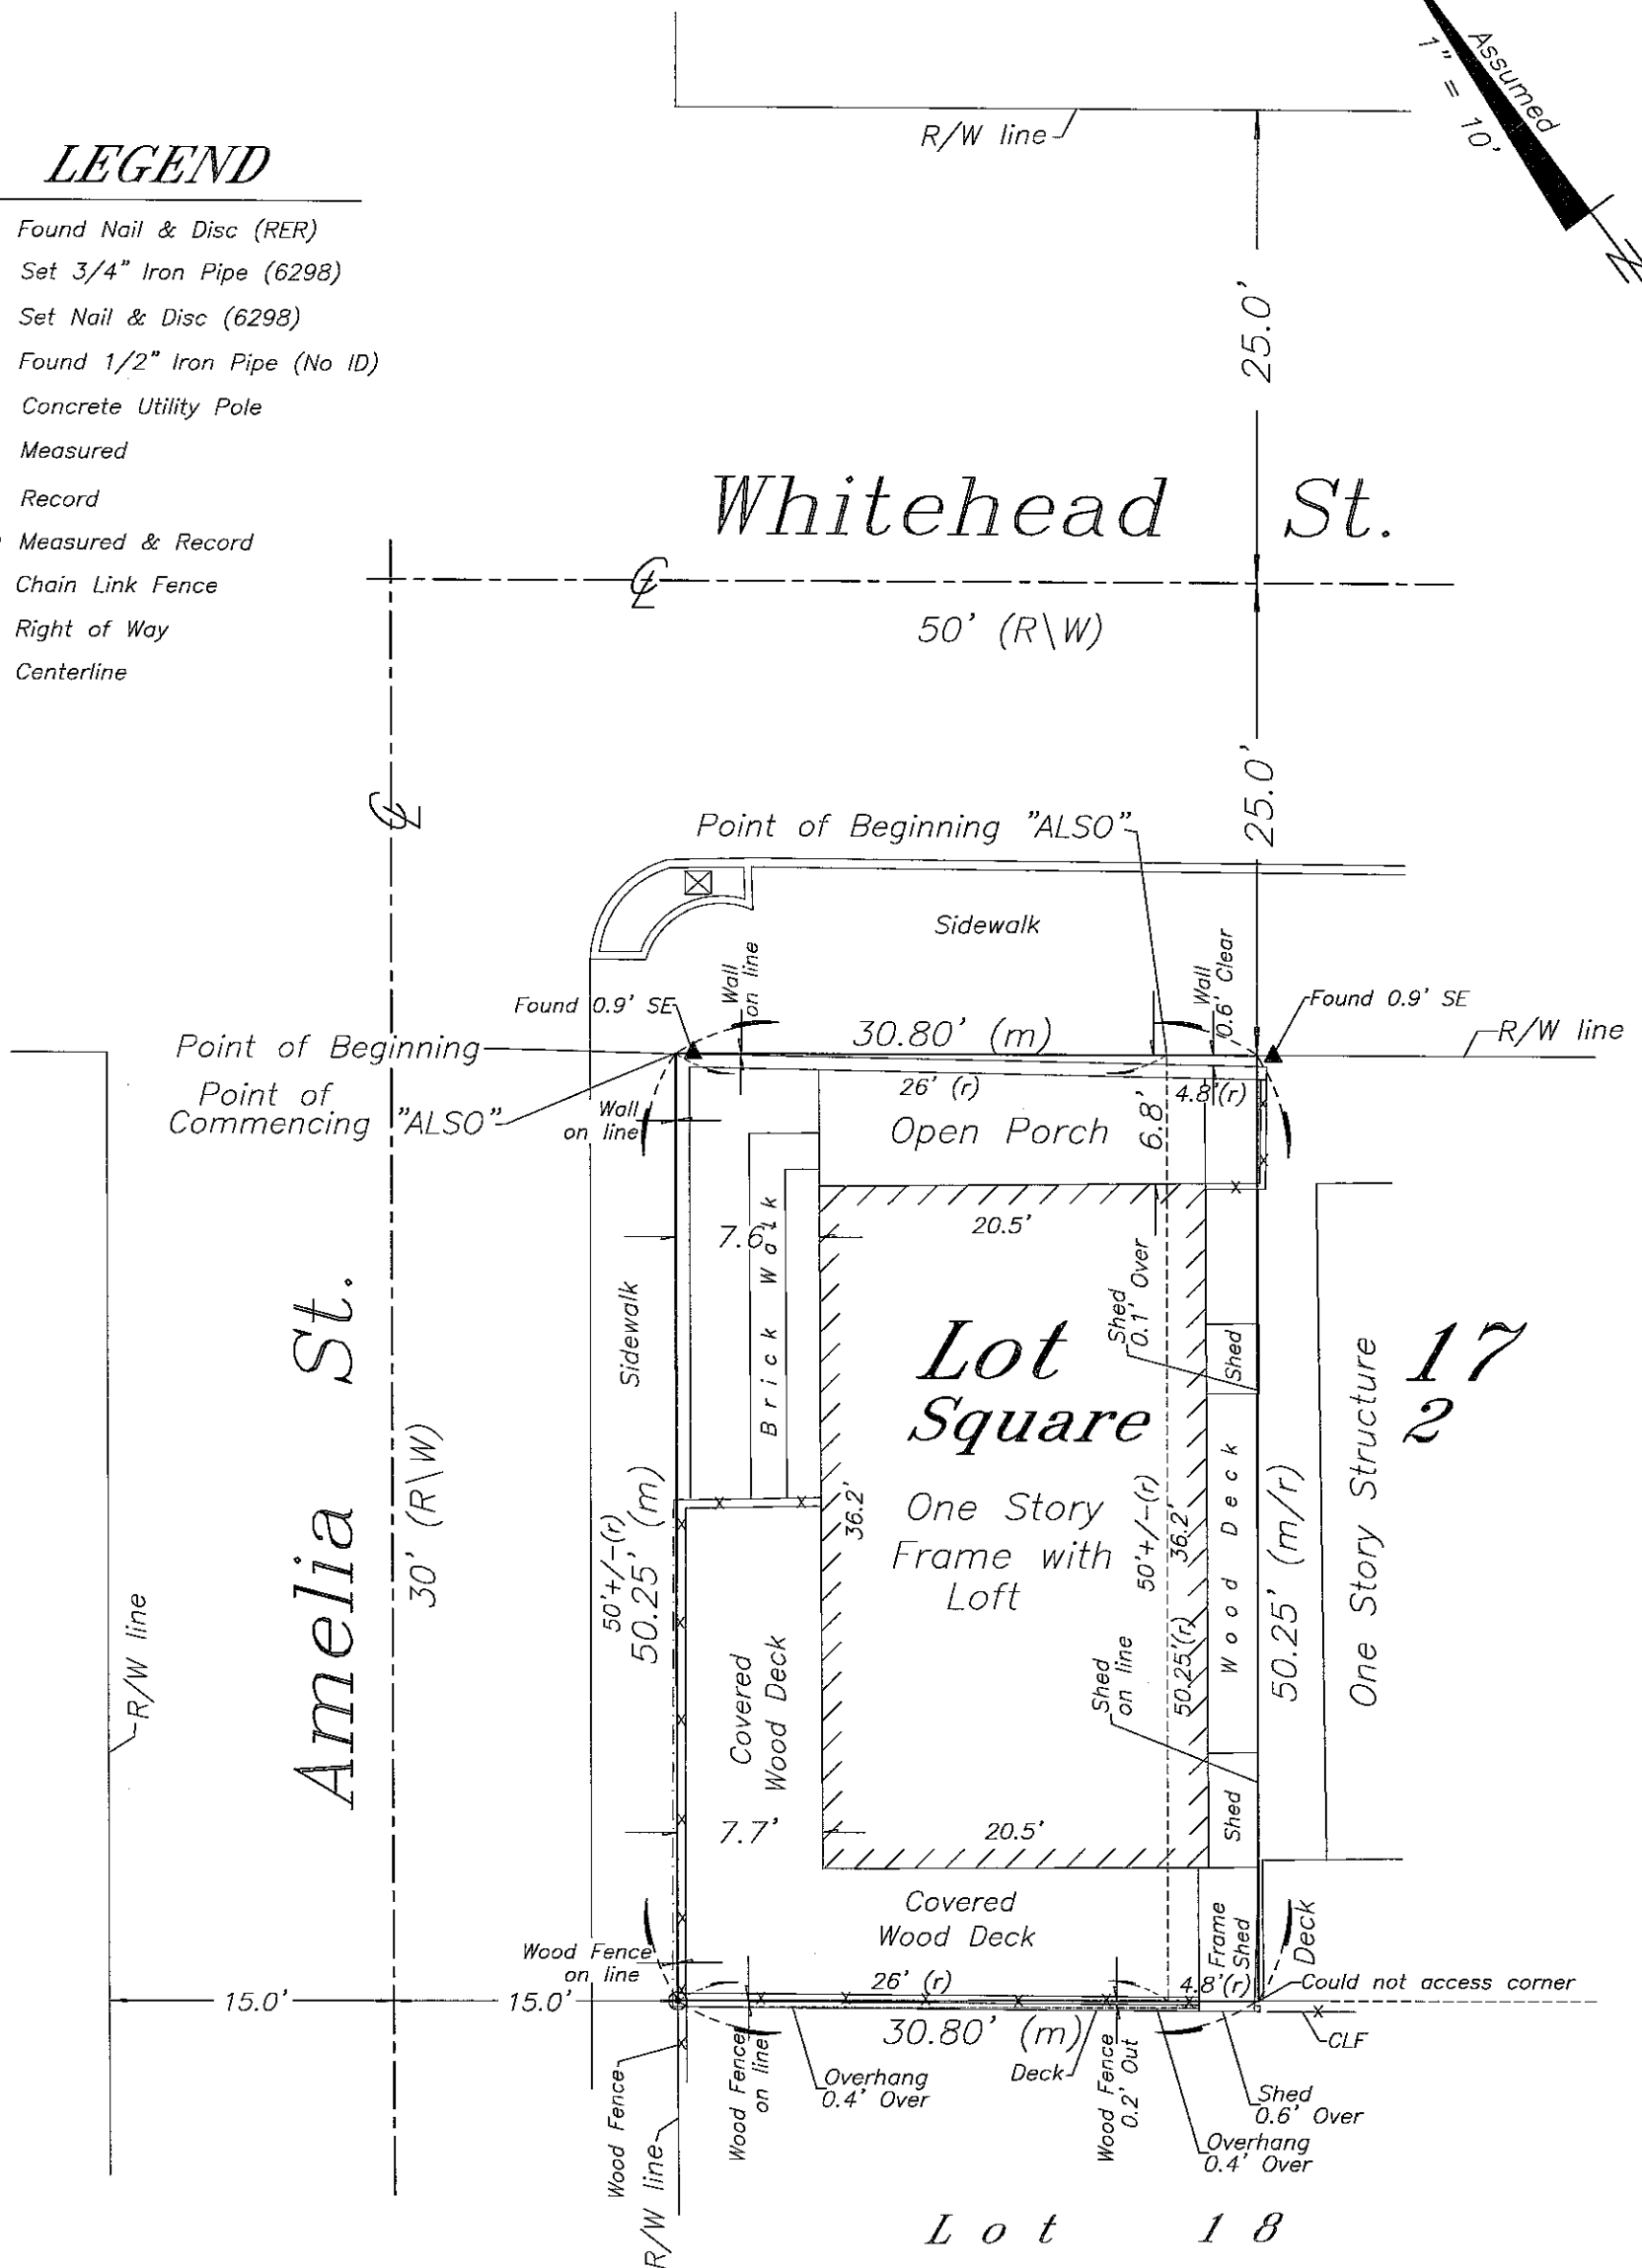 Assumed
1" = 10'
N
R/W line
LEGEND
Found Nail & Disc (RER)
Set 3/4" Iron Pipe (6298)
Set Nail & Disc (6298)
Found 1/2" Iron Pipe (No ID)
Concrete Utility Pole
Measured
Record
Measured & Record
Chain Link Fence
Right of Way
Centerline
25.0'
Whitehead St.
℄
50' (R\W)
25.0'
℄
Point of Beginning "ALSO"
Sidewalk
Wall
on line
Wall
0.6' Clear
Found 0.9' SE
Found 0.9' SE
30.80' (m)
R/W line
Point of Beginning
Point of
Commencing "ALSO"
Wall
on line
26' (r)
4.8'(r)
Open Porch
6.8'
7.6'
Brick Walk
20.5'
Sidewalk
Shed
0.1' Over
Shed
Lot 17
Square 2
Amelia St.
30' (R\W)
50'+/-(r)
50.25' (m)
36.2'
One Story
Frame with
Loft
50'+/-(r)
36.2'
50.25'(r)
Wood Deck
50.25' (m/r)
One Story Structure
R/W line
Covered
Wood Deck
Shed
on line
Shed
7.7'
20.5'
Covered
Wood Deck
Frame
Shed
Deck
Wood Fence
on line
26' (r)
4.8'(r)
Could not access corner
15.0'
15.0'
30.80' (m)
CLF
Wood Fence
R/W line
Wood Fence
on line
Overhang
0.4' Over
Deck
Wood Fence
0.2' Out
Shed
0.6' Over
Overhang
0.4' Over
Lot 18